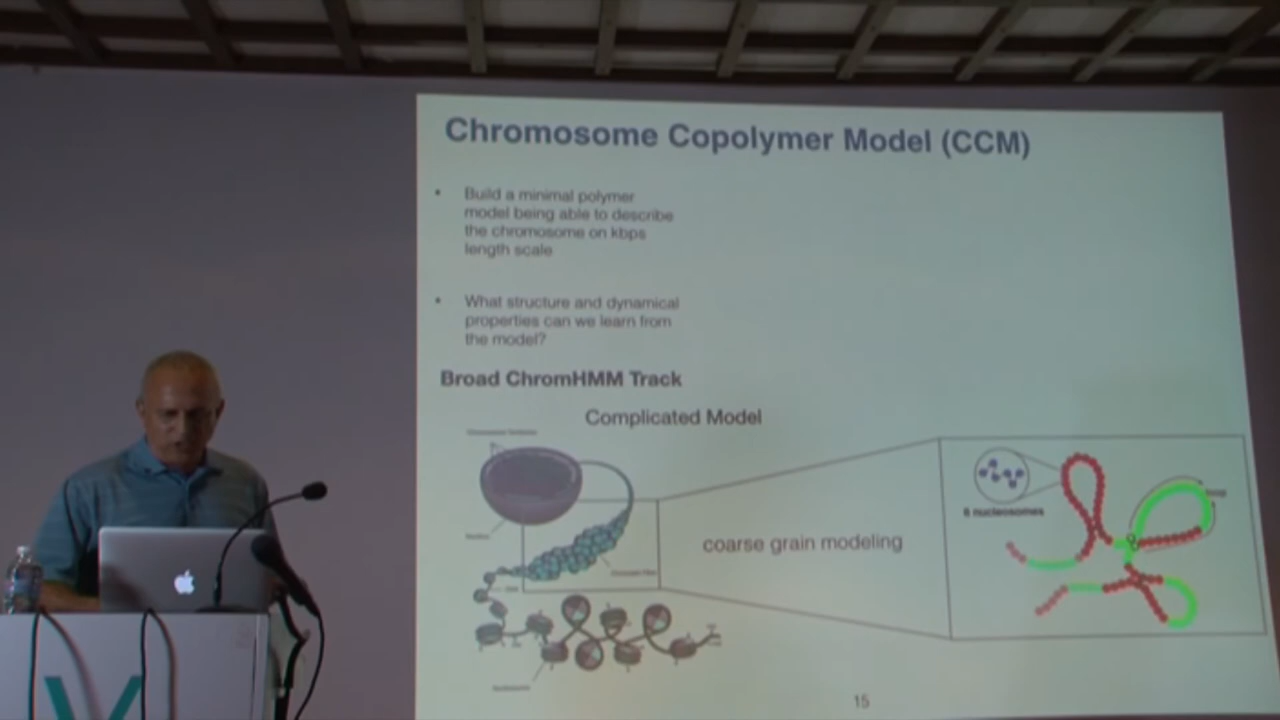 Chromosome Copolymer Model (CCM)
• Build a minimal polymer
model being able to describe
the chromosome on kbps
length scale
• What structure and dynamical
properties can we learn from
the model?
Broad ChromHMM Track
Complicated Model
6 nucleosomes
loop
coarse grain modeling
15